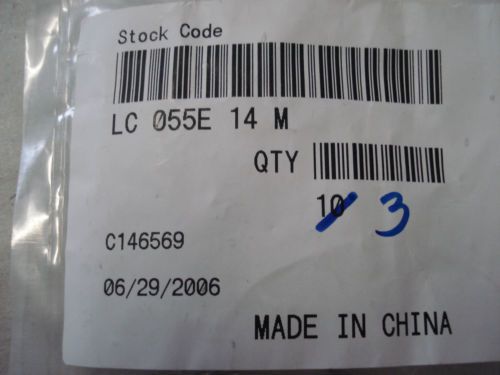 Stock Code
LC 055E 14 M
QTY
10 3
C146569
06/29/2006
MADE IN CHINA